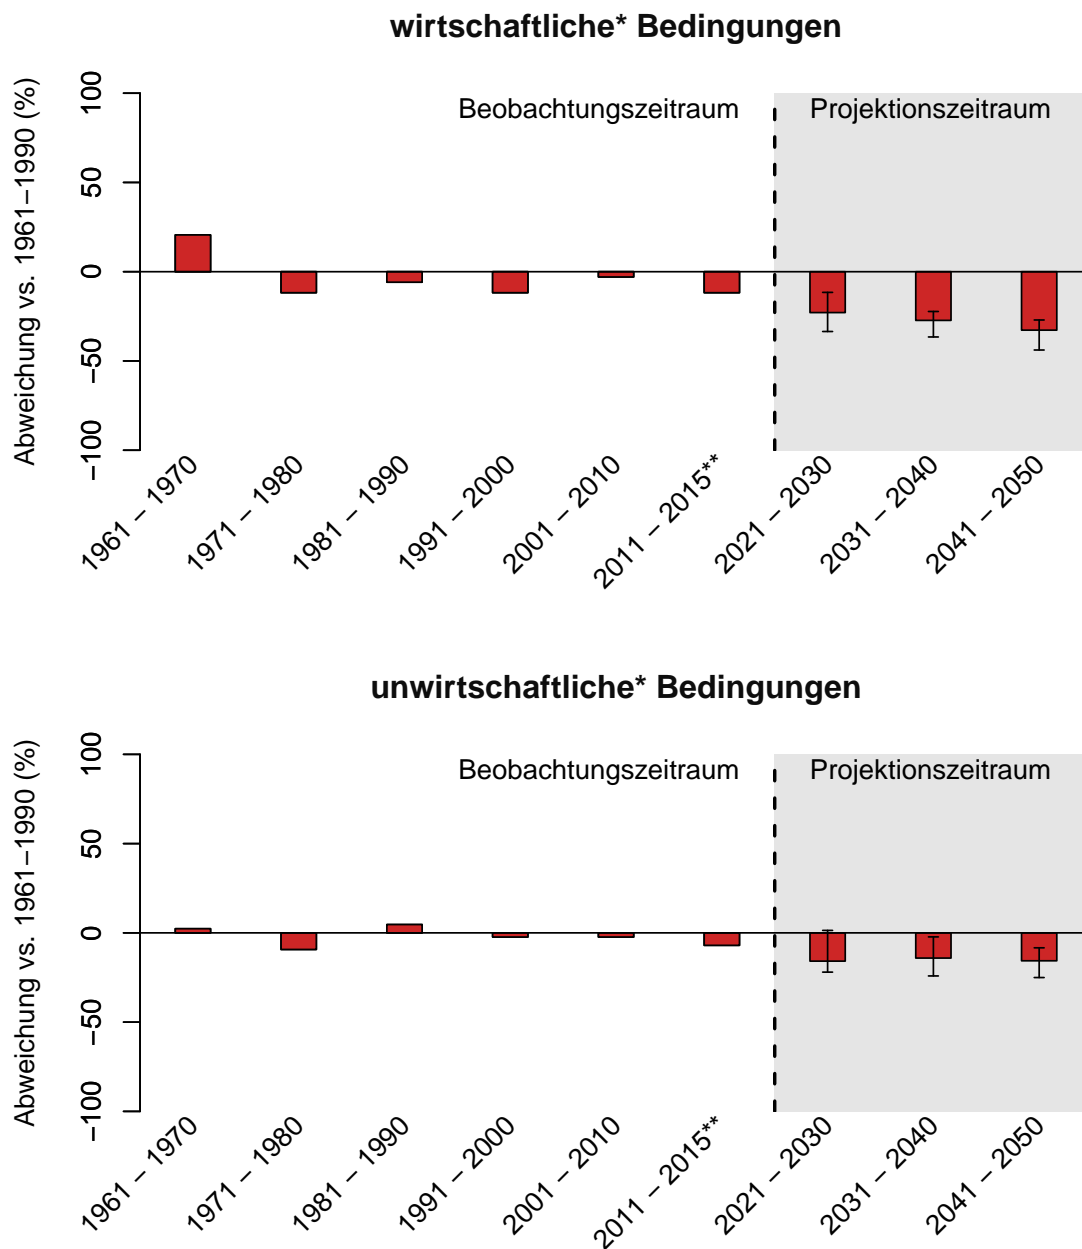 wirtschaftliche* Bedingungen
Abweichung vs. 1961−1990 (%)
100
50
0
−50
−100
Beobachtungszeitraum
Projektionszeitraum
1961 − 1970
1971 − 1980
1981 − 1990
1991 − 2000
2001 − 2010
2011 − 2015**
2021 − 2030
2031 − 2040
2041 − 2050
unwirtschaftliche* Bedingungen
Abweichung vs. 1961−1990 (%)
100
50
0
−50
−100
Beobachtungszeitraum
Projektionszeitraum
1961 − 1970
1971 − 1980
1981 − 1990
1991 − 2000
2001 − 2010
2011 − 2015**
2021 − 2030
2031 − 2040
2041 − 2050